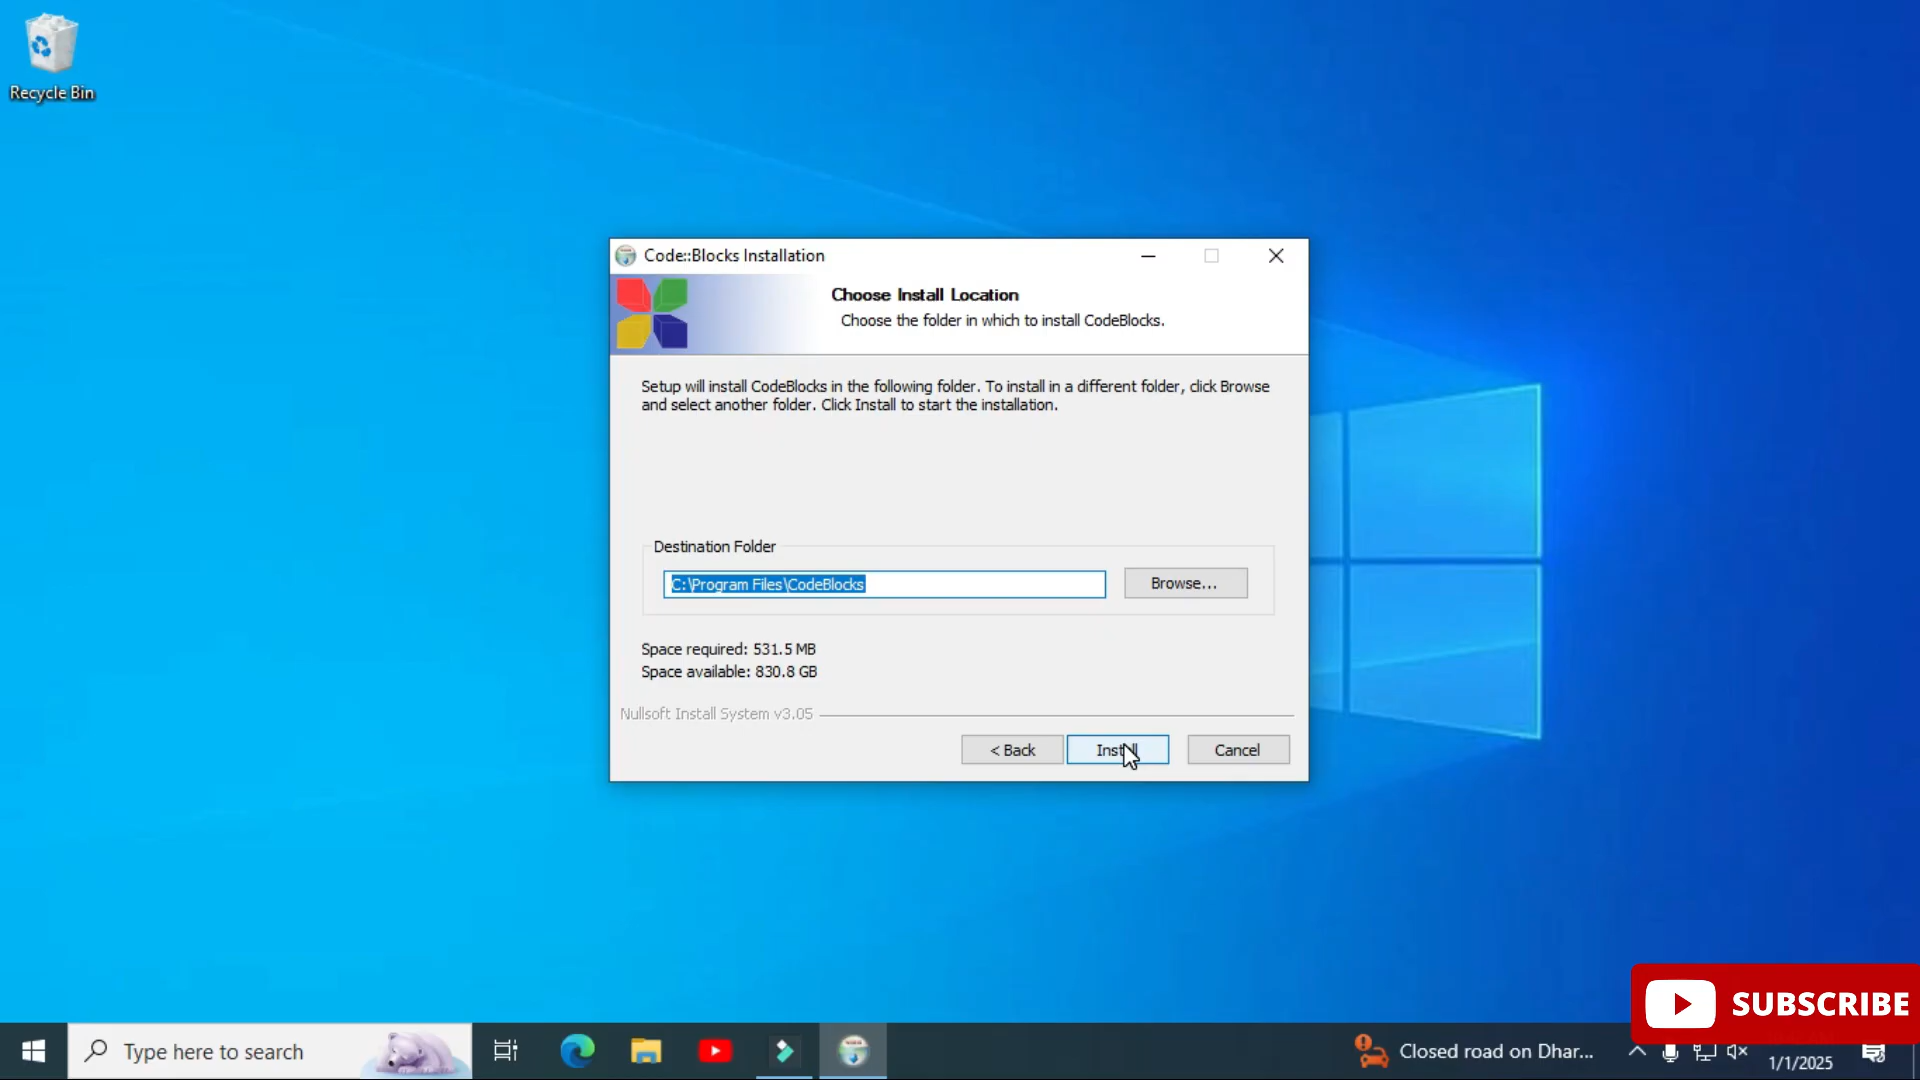 Recycle Bin
Code::Blocks Installation
Choose Install Location
Choose the folder in which to install CodeBlocks.
Setup will install CodeBlocks in the following folder. To install in a different folder, click Browse
and select another folder. Click Install to start the installation.
Destination Folder
C:\Program Files\CodeBlocks
Browse...
Space required: 531.5 MB
Space available: 830.8 GB
Nullsoft Install System v3.05
< Back
Install
Cancel
SUBSCRIBE
Type here to search
Closed road on Dhar...
1/1/2025